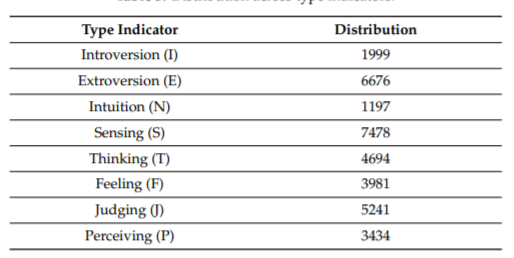 Type Indicator Distribution
Introversion (I) 1999
Extroversion (E) 6676
Intuition (N) 1197
Sensing (S) 7478
Thinking (T) 4694
Feeling (F) 3981
Judging (J) 5241
Perceiving (P) 3434